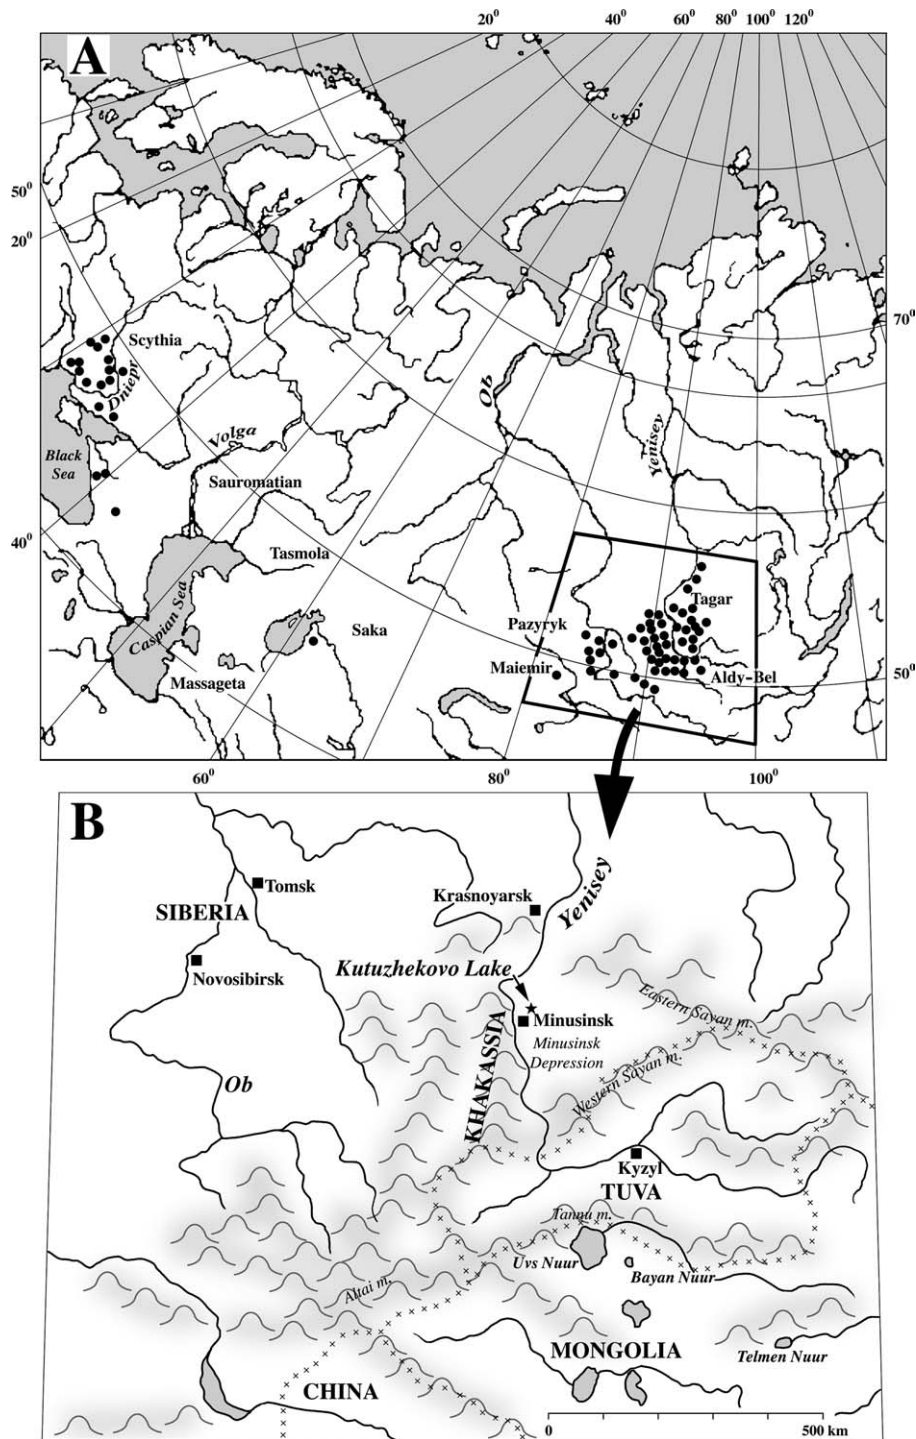 20⁰ 40⁰ 60⁰ 80⁰ 100⁰ 120⁰
A
50⁰
20⁰
70⁰
Scythia
Dniepr
Ob
Volga
Yenisey
Black
Sea
Sauromatian
40⁰
Tasmola
Caspian Sea
Tagar
Saka
Pazyryk
Maiemir
Massageta
Aldy-Bel
50⁰
60⁰ 80⁰ 100⁰
B
Yenisey
Tomsk
Krasnoyarsk
SIBERIA
Novosibirsk
Kutuzhekovo Lake
Eastern Sayan m.
Minusinsk
Minusinsk
Depression
KHAKASSIA
Western Sayan m.
Ob
Kyzyl
TUVA
Tannu m.
Uvs Nuur
Bayan Nuur
Altai m.
MONGOLIA
Telmen Nuur
CHINA
0 500 km